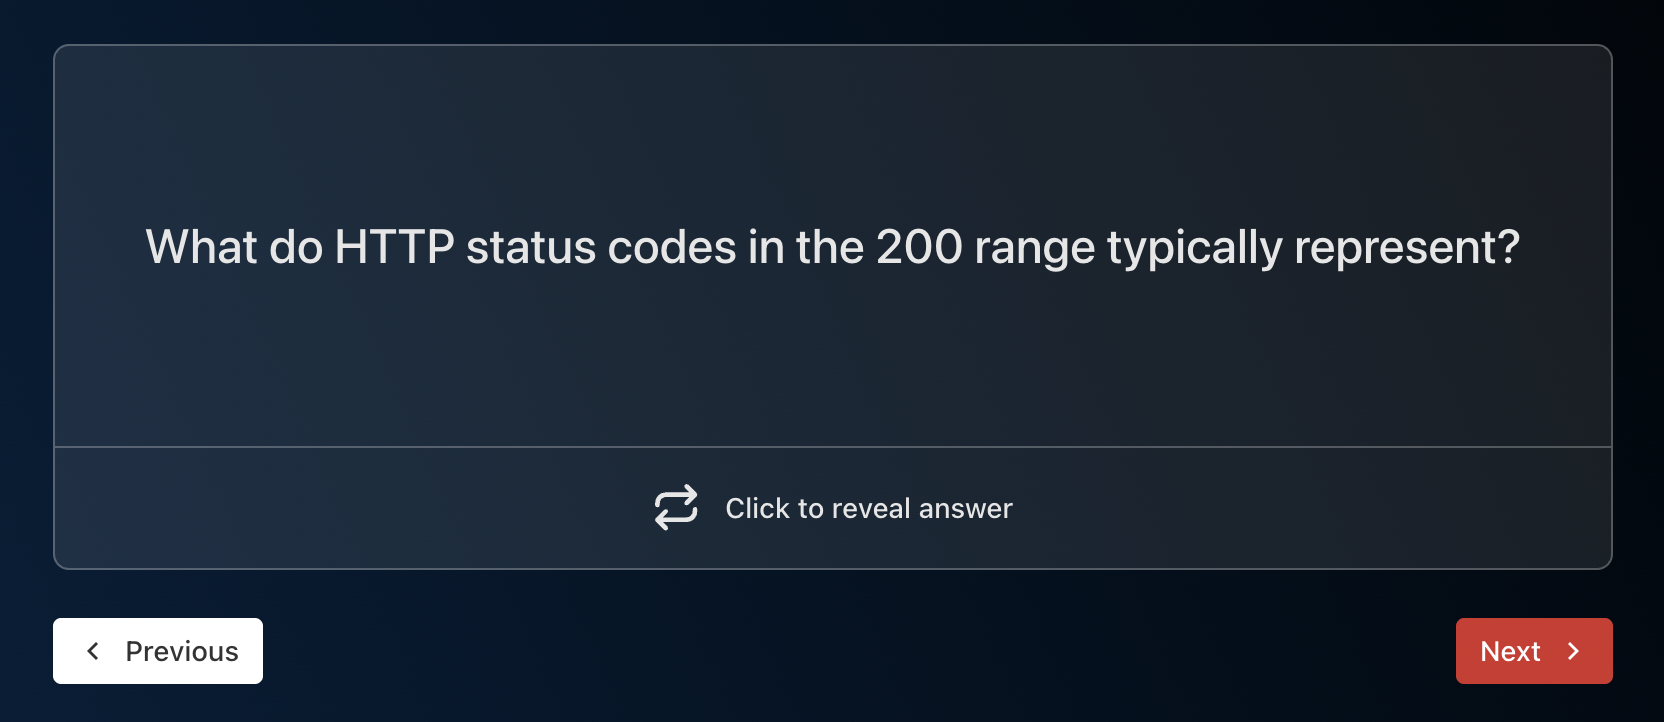 What do HTTP status codes in the 200 range typically represent?
Click to reveal answer
Previous
Next